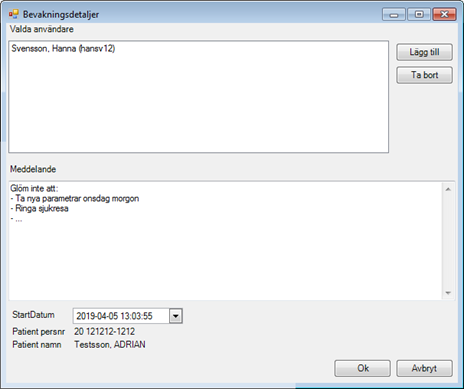 Bevakningsdetaljer
Valda användare
Svensson, Hanna (hansv12)
Lägg till
Ta bort
Meddelande
Glöm inte att:
- Ta nya parametrar onsdag morgon
- Ringa sjukresa
- ...
StartDatum 2019-04-05 13:03:55
Patient persnr 20 121212-1212
Patient namn Testsson, ADRIAN
Ok Avbryt